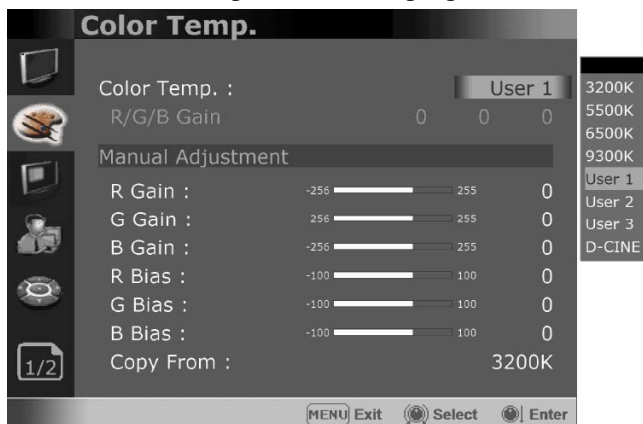 Color Temp.
Color Temp. : User 1
R/G/B Gain 0 0 0
Manual Adjustment
R Gain : -256 255 0
G Gain : 256 255 0
B Gain : -256 255 0
R Bias : -100 100 0
G Bias : -100 100 0
B Bias : -100 100 0
Copy From : 3200K
1/2
MENU Exit Select Enter
3200K
5500K
6500K
9300K
User 1
User 2
User 3
D-CINE